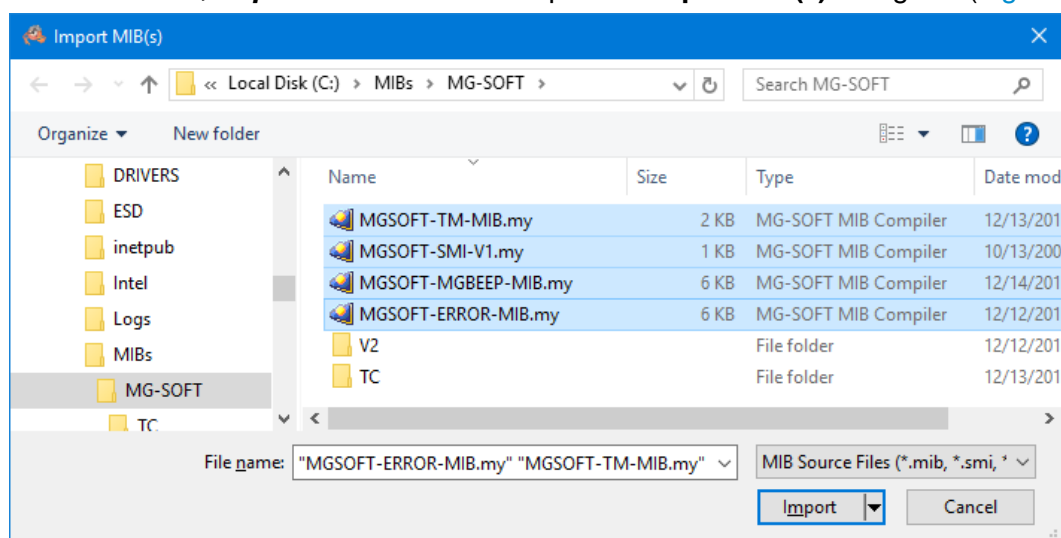 Import MIB(s)
« Local Disk (C:) > MIBs > MG-SOFT >
Search MG-SOFT
Organize
New folder
Name Size Type Date mod
DRIVERS
ESD
inetpub
Intel
Logs
MIBs
MG-SOFT
TC
MGSOFT-TM-MIB.my 2 KB MG-SOFT MIB Compiler 12/13/201
MGSOFT-SMI-V1.my 1 KB MG-SOFT MIB Compiler 10/13/200
MGSOFT-MGBEEP-MIB.my 6 KB MG-SOFT MIB Compiler 12/14/201
MGSOFT-ERROR-MIB.my 6 KB MG-SOFT MIB Compiler 12/12/201
V2 File folder 12/12/201
TC File folder 12/13/201
File name: "MGSOFT-ERROR-MIB.my" "MGSOFT-TM-MIB.my"
MIB Source Files (*.mib, *.smi, *
Import
Cancel